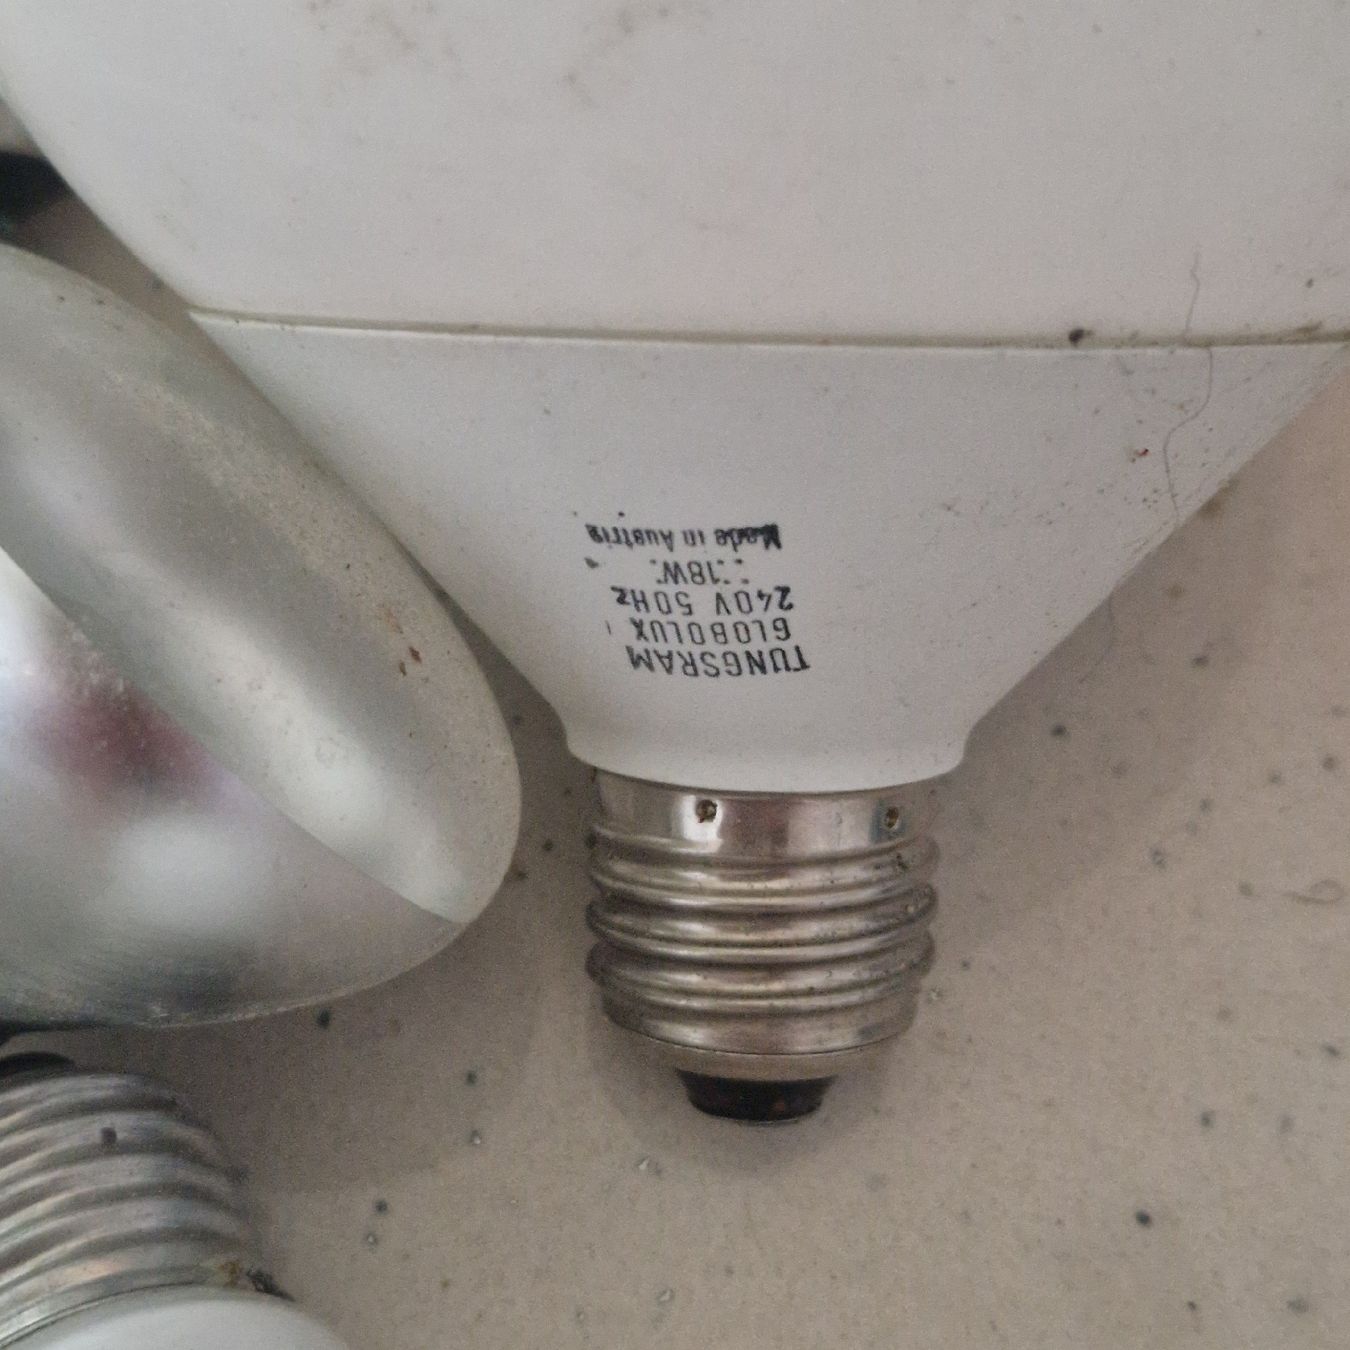 TUNGSRAM
GLOBOLUX
240V 50Hz
18W
Made in Austria